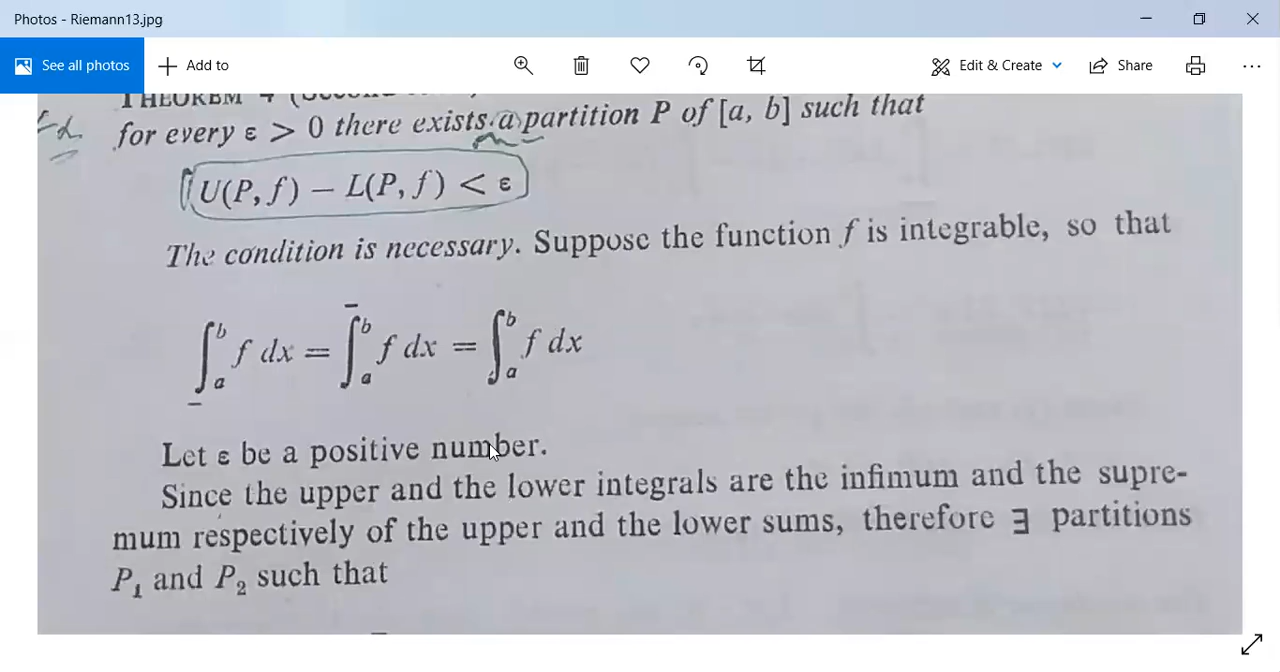 Photos - Riemann13.jpg
See all photos
Add to
Edit & Create
Share
THEOREM 4 (Second
for every ε > 0 there exists a partition P of [a, b] such that
U(P, f) – L(P, f) < ε
The condition is necessary. Suppose the function f is integrable, so that
∫_a^b f dx = ∫̅_a^b f dx = ∫_a^b f dx
Let ε be a positive number.
Since the upper and the lower integrals are the infimum and the supre-
mum respectively of the upper and the lower sums, therefore ∃ partitions
P₁ and P₂ such that